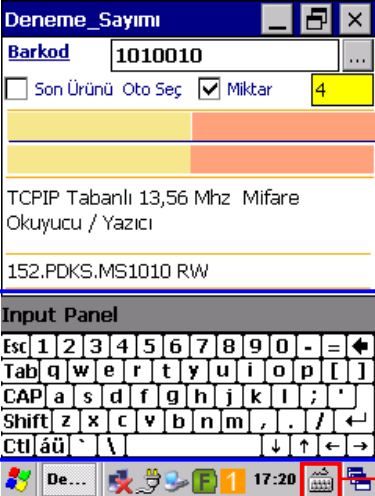 Deneme_Sayımı
Barkod 1010010 ...
Son Ürünü Oto Seç Miktar 4
TCPIP Tabanlı 13,56 Mhz Mifare
Okuyucu / Yazıcı
152.PDKS.MS1010 RW
Input Panel
Esc 1 2 3 4 5 6 7 8 9 0 - =
Tab q w e r t y u i o p [ ]
CAP a s d f g h j k l ; '
Shift z x c v b n m , . /
Ctl áü ` \
De... F 1 17:20